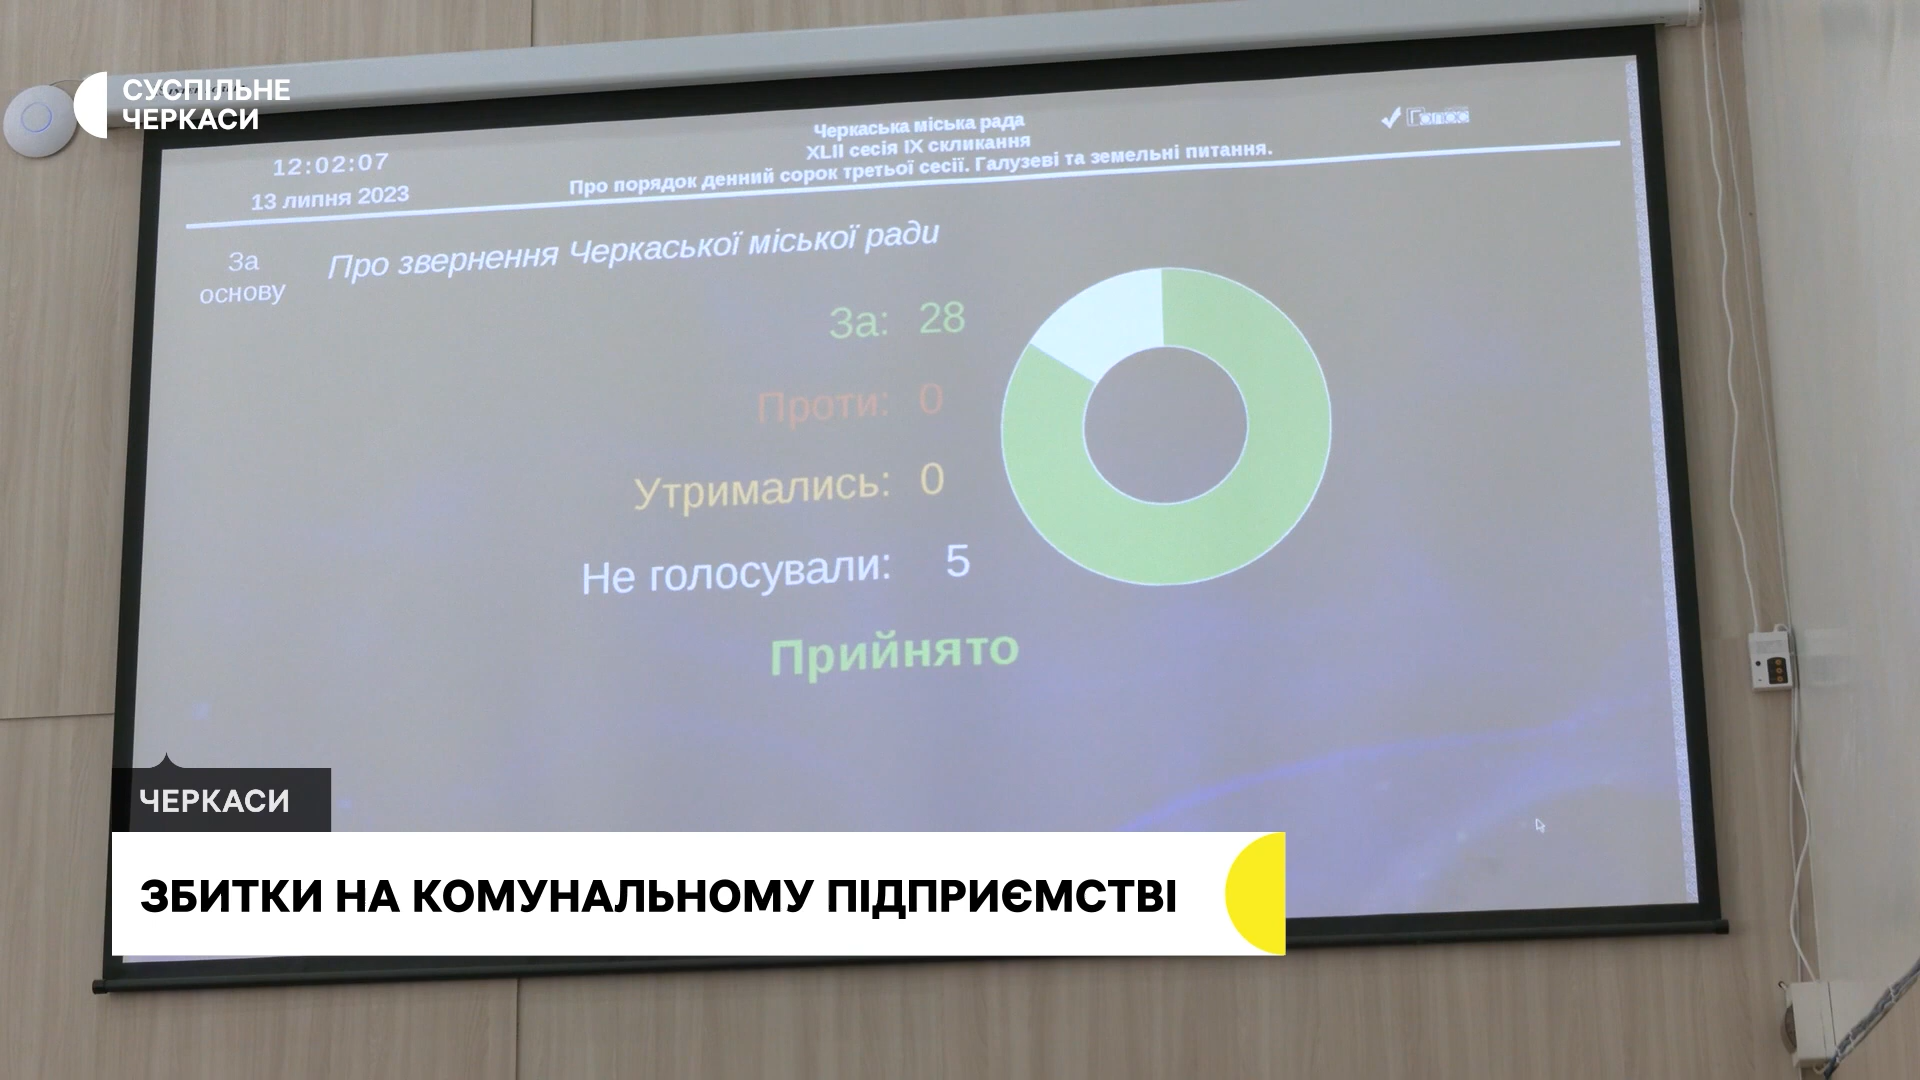 СУСПІЛЬНЕ
ЧЕРКАСИ
12:02:07
13 липня 2023
Черкаська міська рада
XLII сесія IX скликання
Про порядок денний сорок третьої сесії. Галузеві та земельні питання.
Голос
За
основу
Про звернення Черкаської міської ради
За: 28
Проти: 0
Утримались: 0
Не голосували: 5
Прийнято
ЧЕРКАСИ
ЗБИТКИ НА КОМУНАЛЬНОМУ ПІДПРИЄМСТВІ